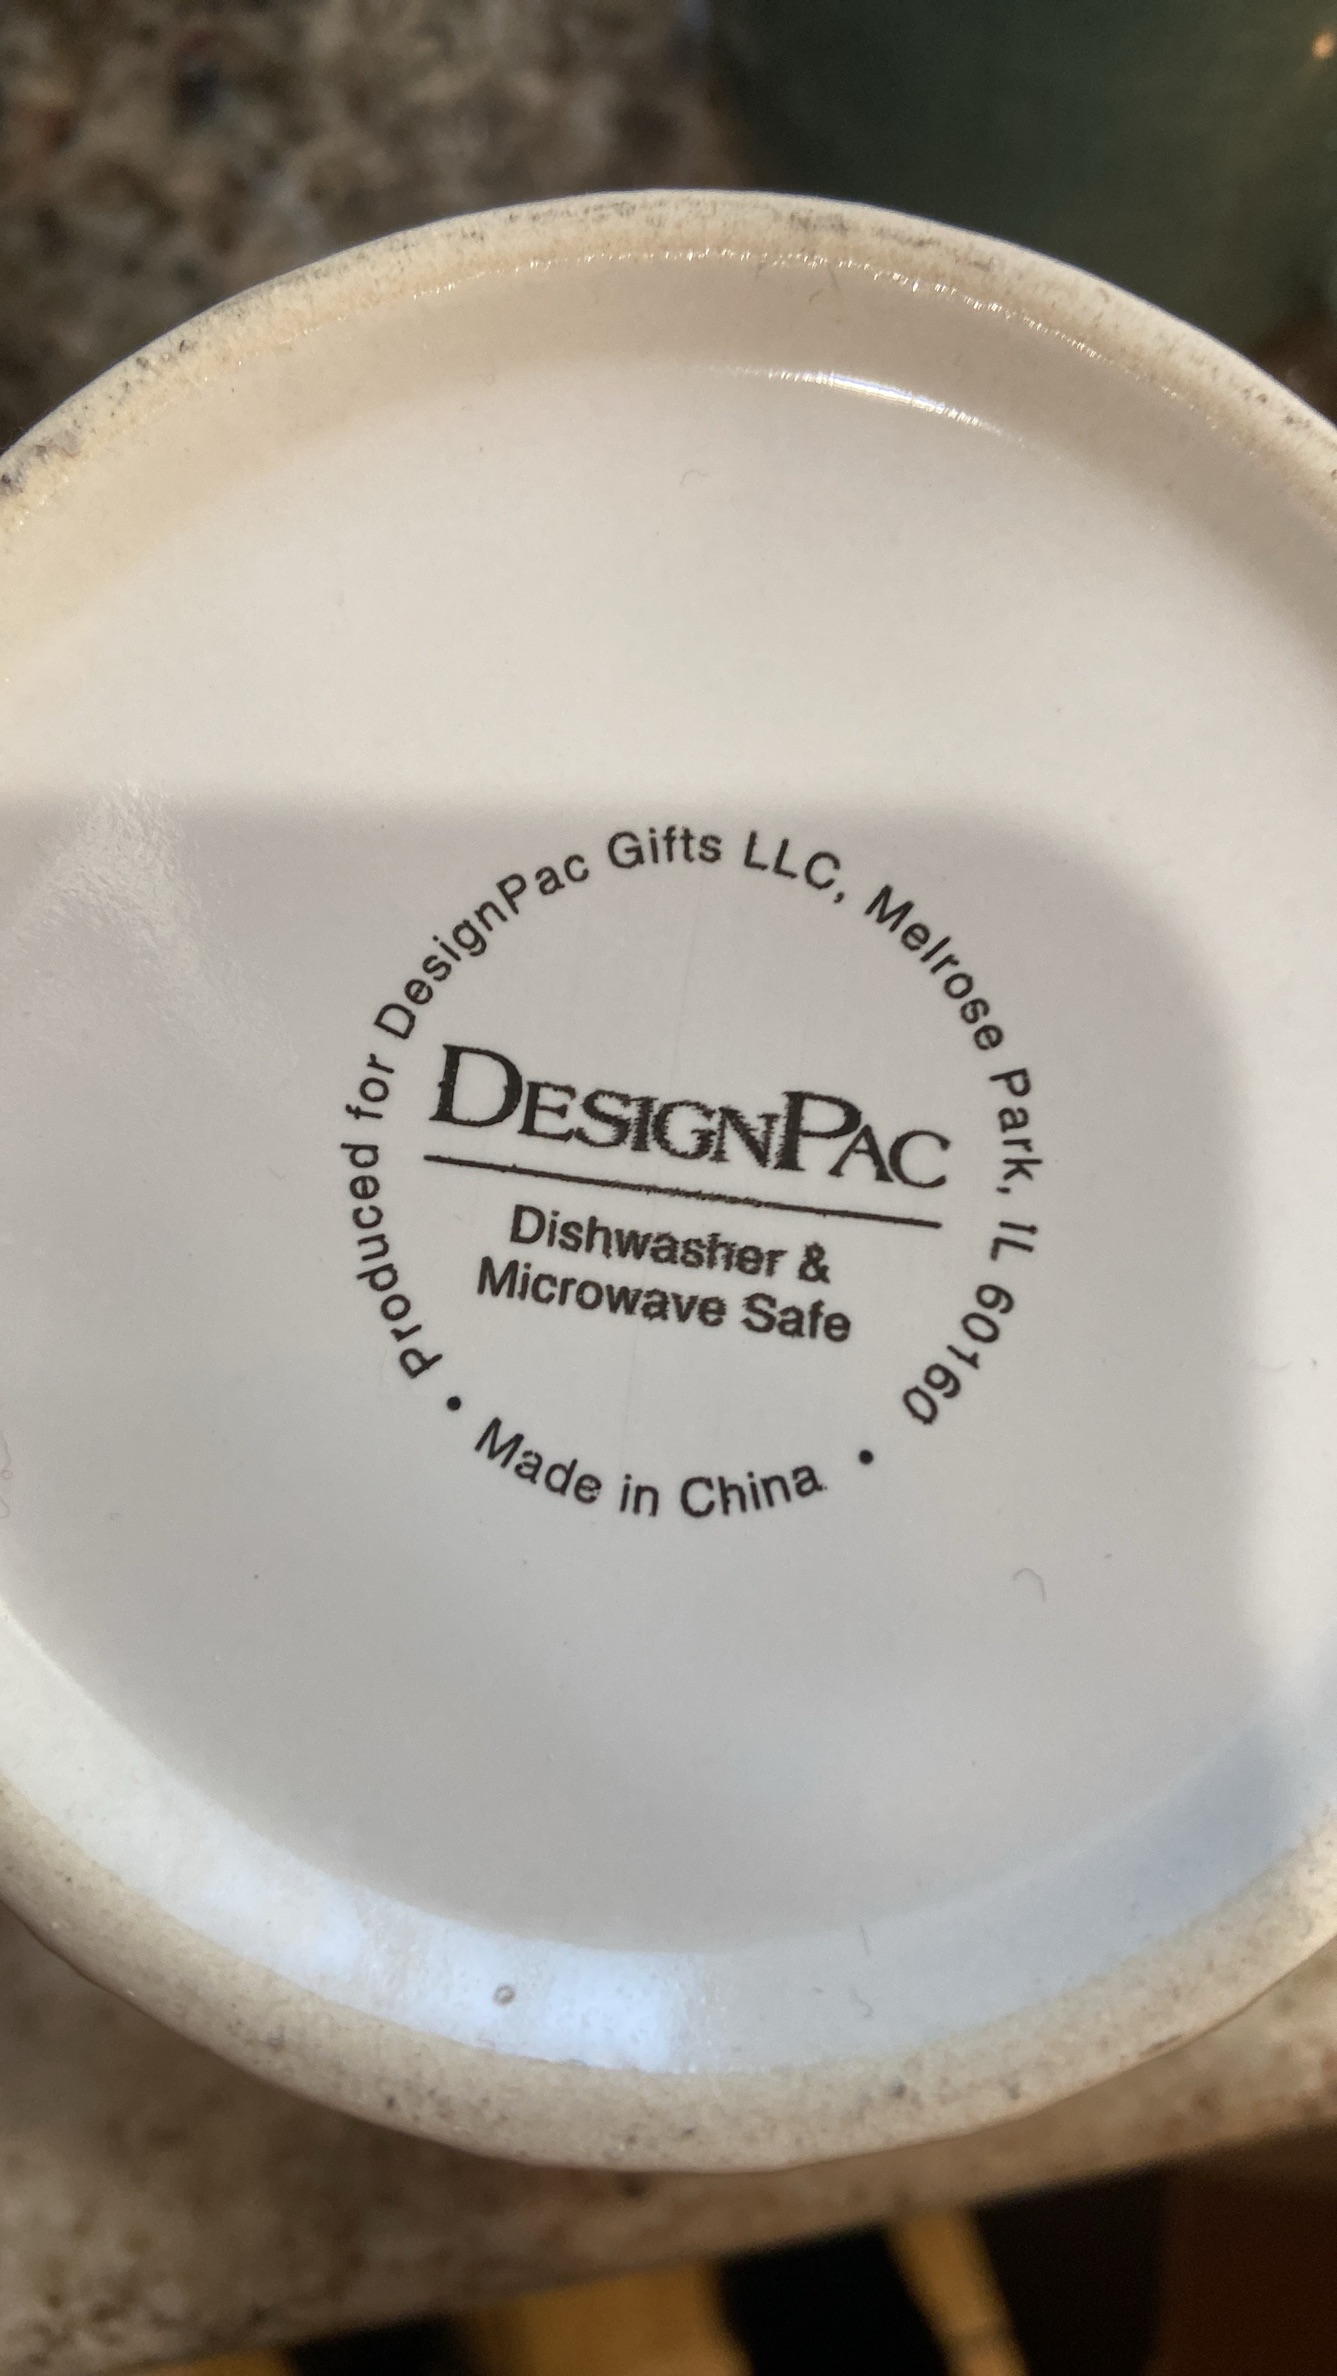 Produced for DesignPac Gifts LLC, Melrose Park, IL 60160
DESIGNPAC
Dishwasher &
Microwave Safe
• Made in China •